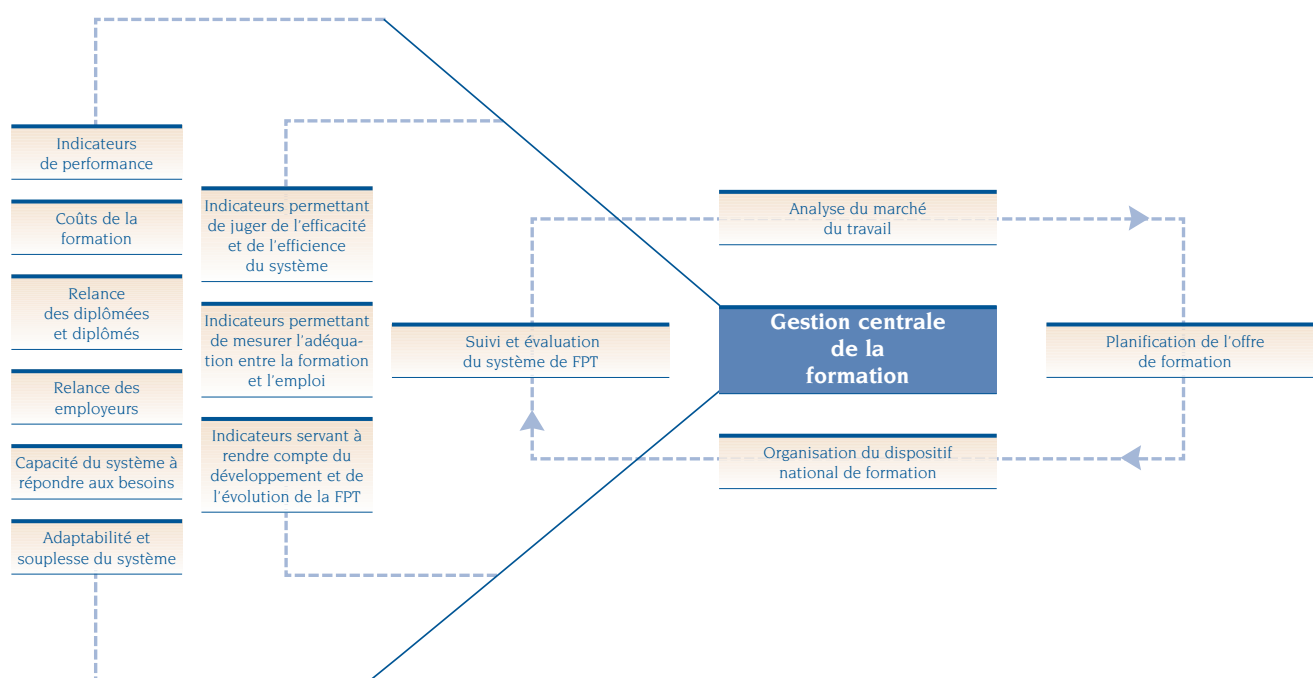 Indicateurs
de performance
Coûts de la
formation
Relance
des diplômées
et diplômés
Relance des
employeurs
Capacité du système à
répondre aux besoins
Adaptabilité et
souplesse du système
Indicateurs permettant
de juger de l'efficacité
et de l'efficience
du système
Indicateurs permettant
de mesurer l'adéqua-
tion entre la formation
et l'emploi
Indicateurs servant à
rendre compte du
développement et de
l'évolution de la FPT
Suivi et évaluation
du système de FPT
Analyse du marché
du travail
Gestion centrale
de la
formation
Organisation du dispositif
national de formation
Planification de l'offre
de formation